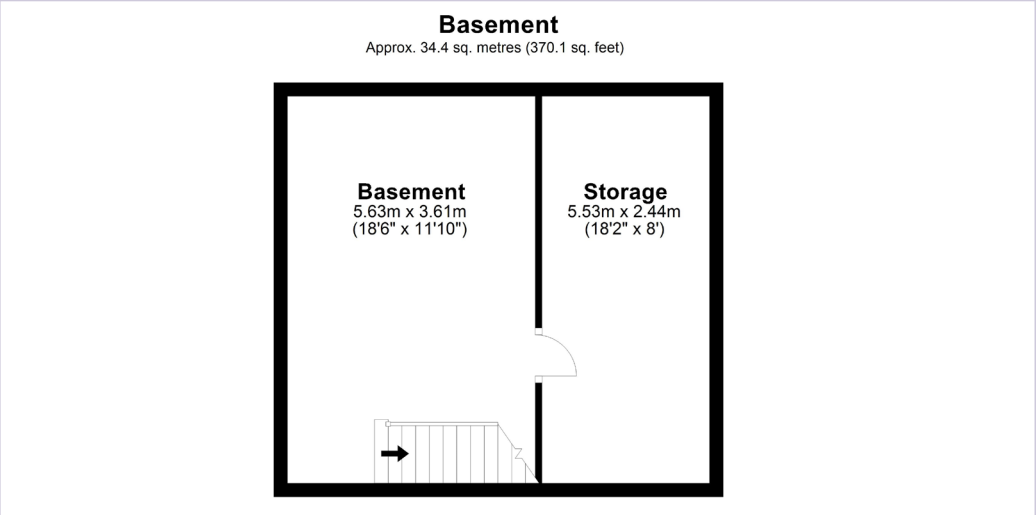 Basement
Approx. 34.4 sq. metres (370.1 sq. feet)
Basement
5.63m x 3.61m
(18'6" x 11'10")
Storage
5.53m x 2.44m
(18'2" x 8')